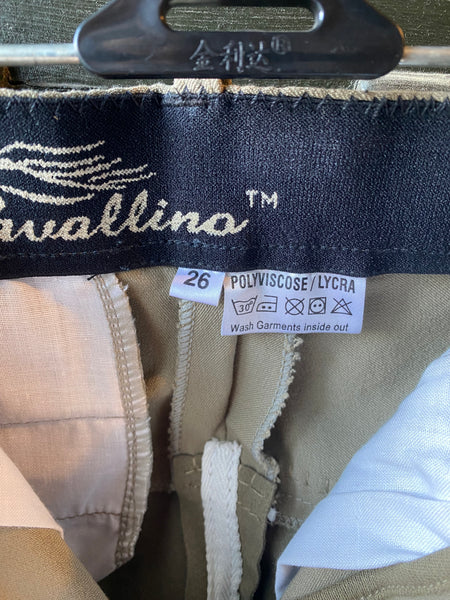 金利达®
avallino™
26
POLYVISCOSE/LYCRA
30°
Wash Garments inside out